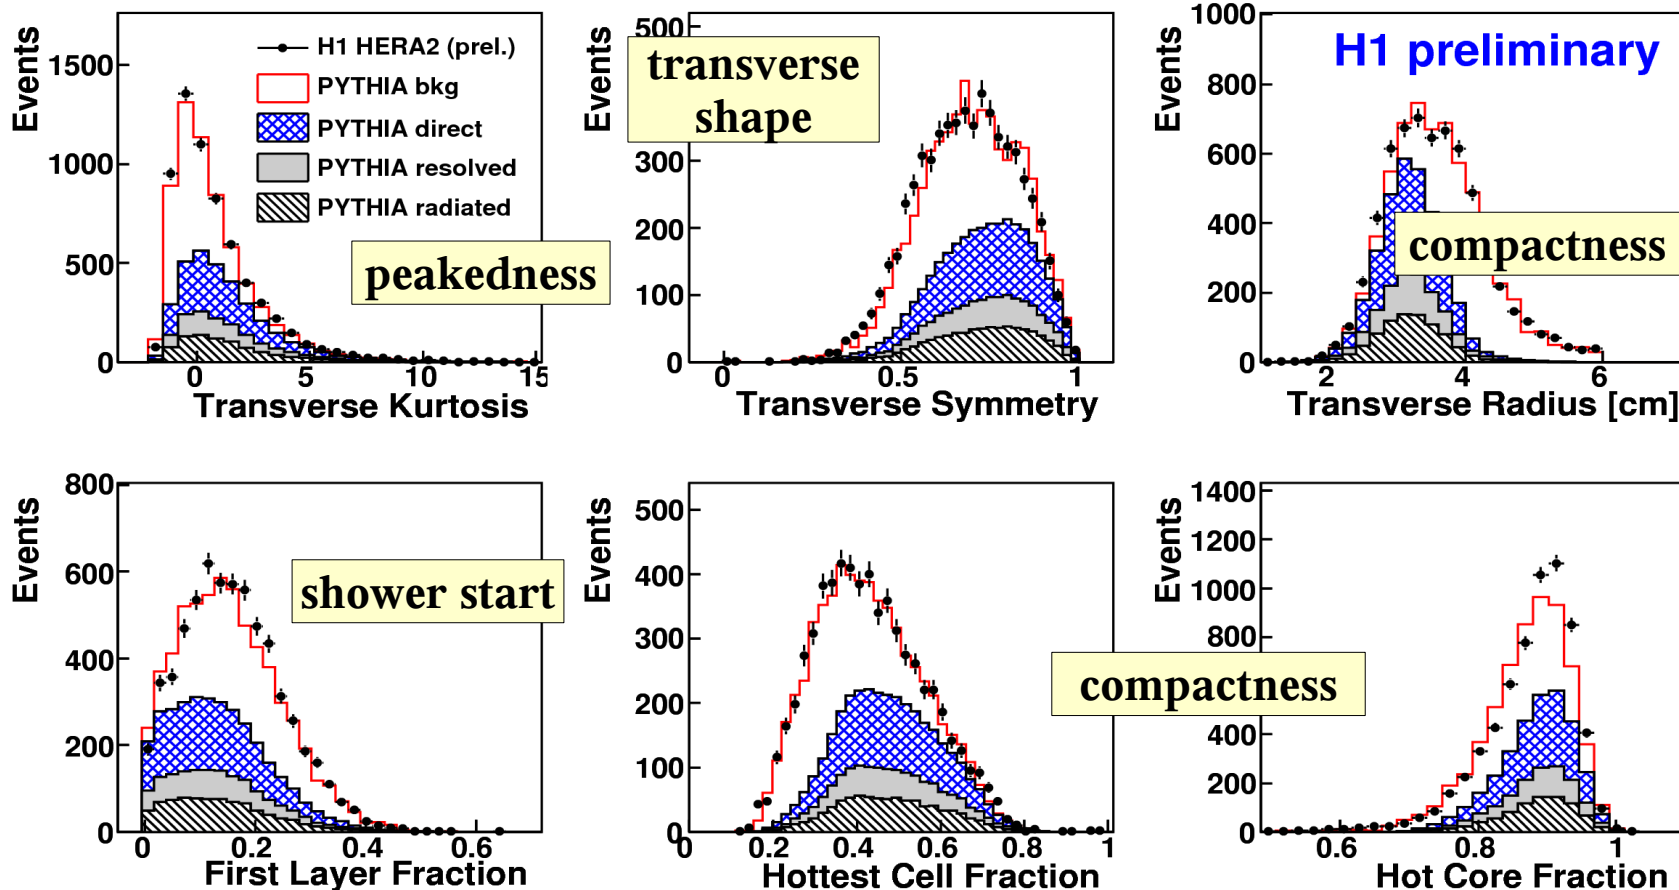 Events
1500
1000
500
0
H1 HERA2 (prel.)
PYTHIA bkg
PYTHIA direct
PYTHIA resolved
PYTHIA radiated
peakedness
0 5 10 15
Transverse Kurtosis
Events
500
300
200
100
0
transverse
shape
0 0.5 1
Transverse Symmetry
Events
1000
800
600
400
200
0
H1 preliminary
compactness
2 4 6
Transverse Radius [cm]
Events
800
600
400
200
0
shower start
0 0.2 0.4 0.6
First Layer Fraction
Events
500
400
300
200
100
0
compactness
0 0.2 0.4 0.6 0.8 1
Hottest Cell Fraction
Events
1400
1200
1000
800
400
200
0
0.6 0.8 1
Hot Core Fraction